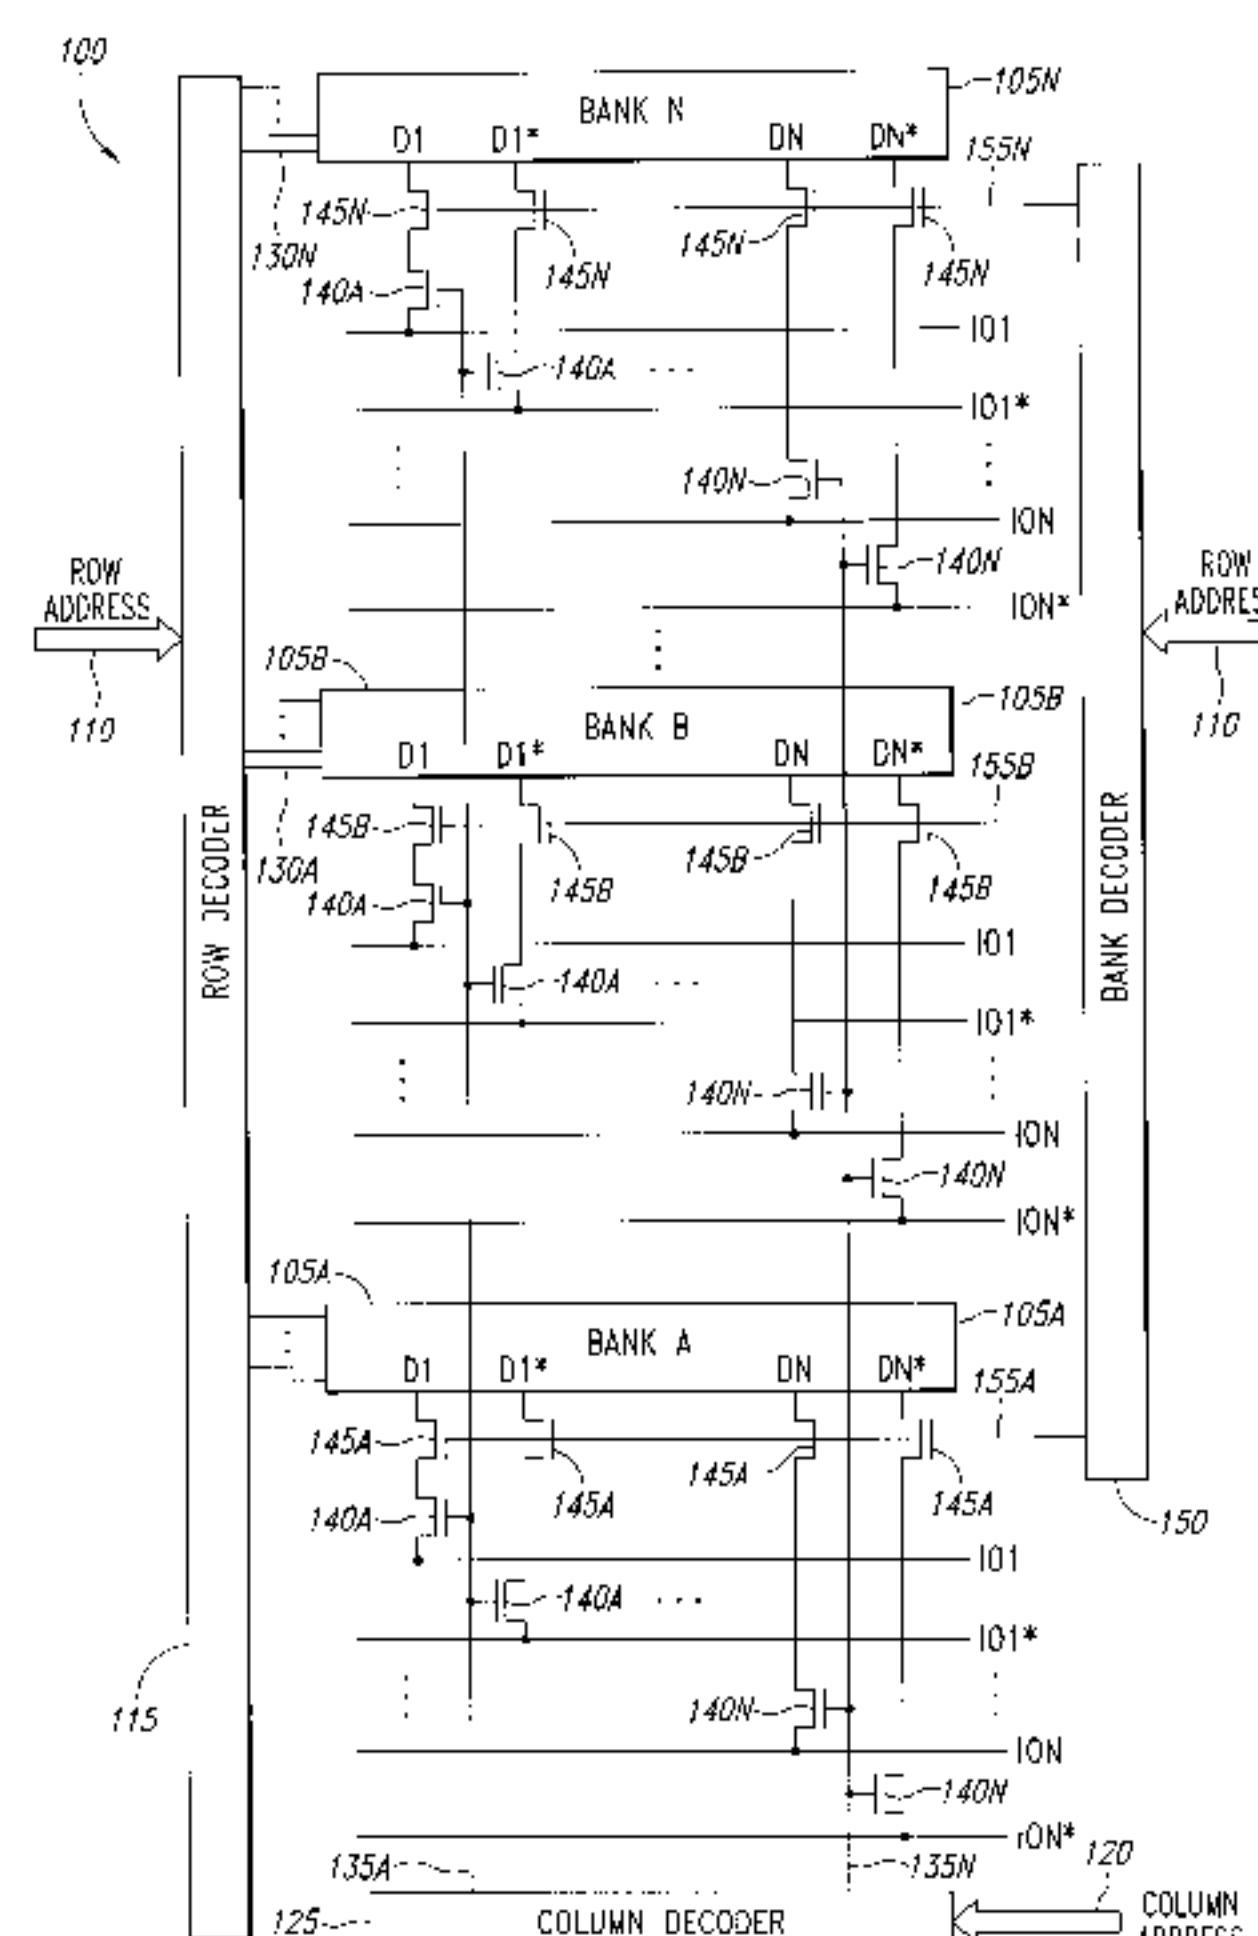 100
BANK N
105N
D1 D1* DN DN*
155N
145N
130N
145N
145N
145N
140A
IO1
140A
IO1*
140N
ION
140N
ION*
ROW
ADDRESS
110
ROW
110
105B
105B
BANK B
D1 D1* DN DN*
155B
145B
130A
145B
145B
145B
140A
IO1
140A
IO1*
140N
ION
140N
ION*
ROW DECODER
BANK DECODER
105A
105A
BANK A
D1 D1* DN DN*
155A
145A
145A
145A
145A
140A
150
IO1
140A
IO1*
115
140N
ION
140N
ION*
135A
135N
120
125
COLUMN DECODER
COLUMN